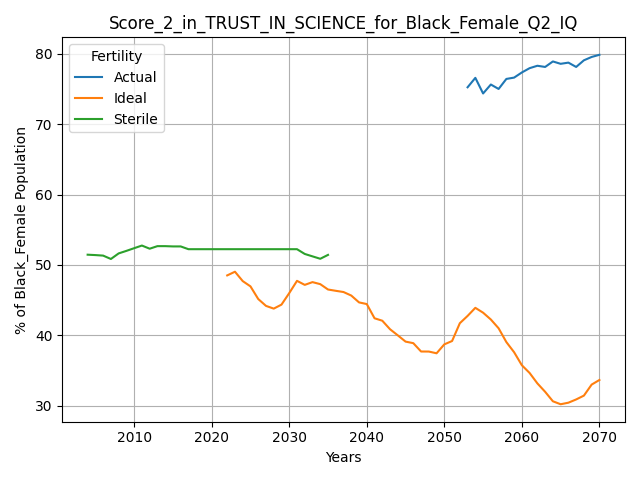 Score_2_in_TRUST_IN_SCIENCE_for_Black_Female_Q2_IQ
Fertility
Actual
Ideal
Sterile
% of Black_Female Population
80
70
60
50
40
30
2010 2020 2030 2040 2050 2060 2070
Years